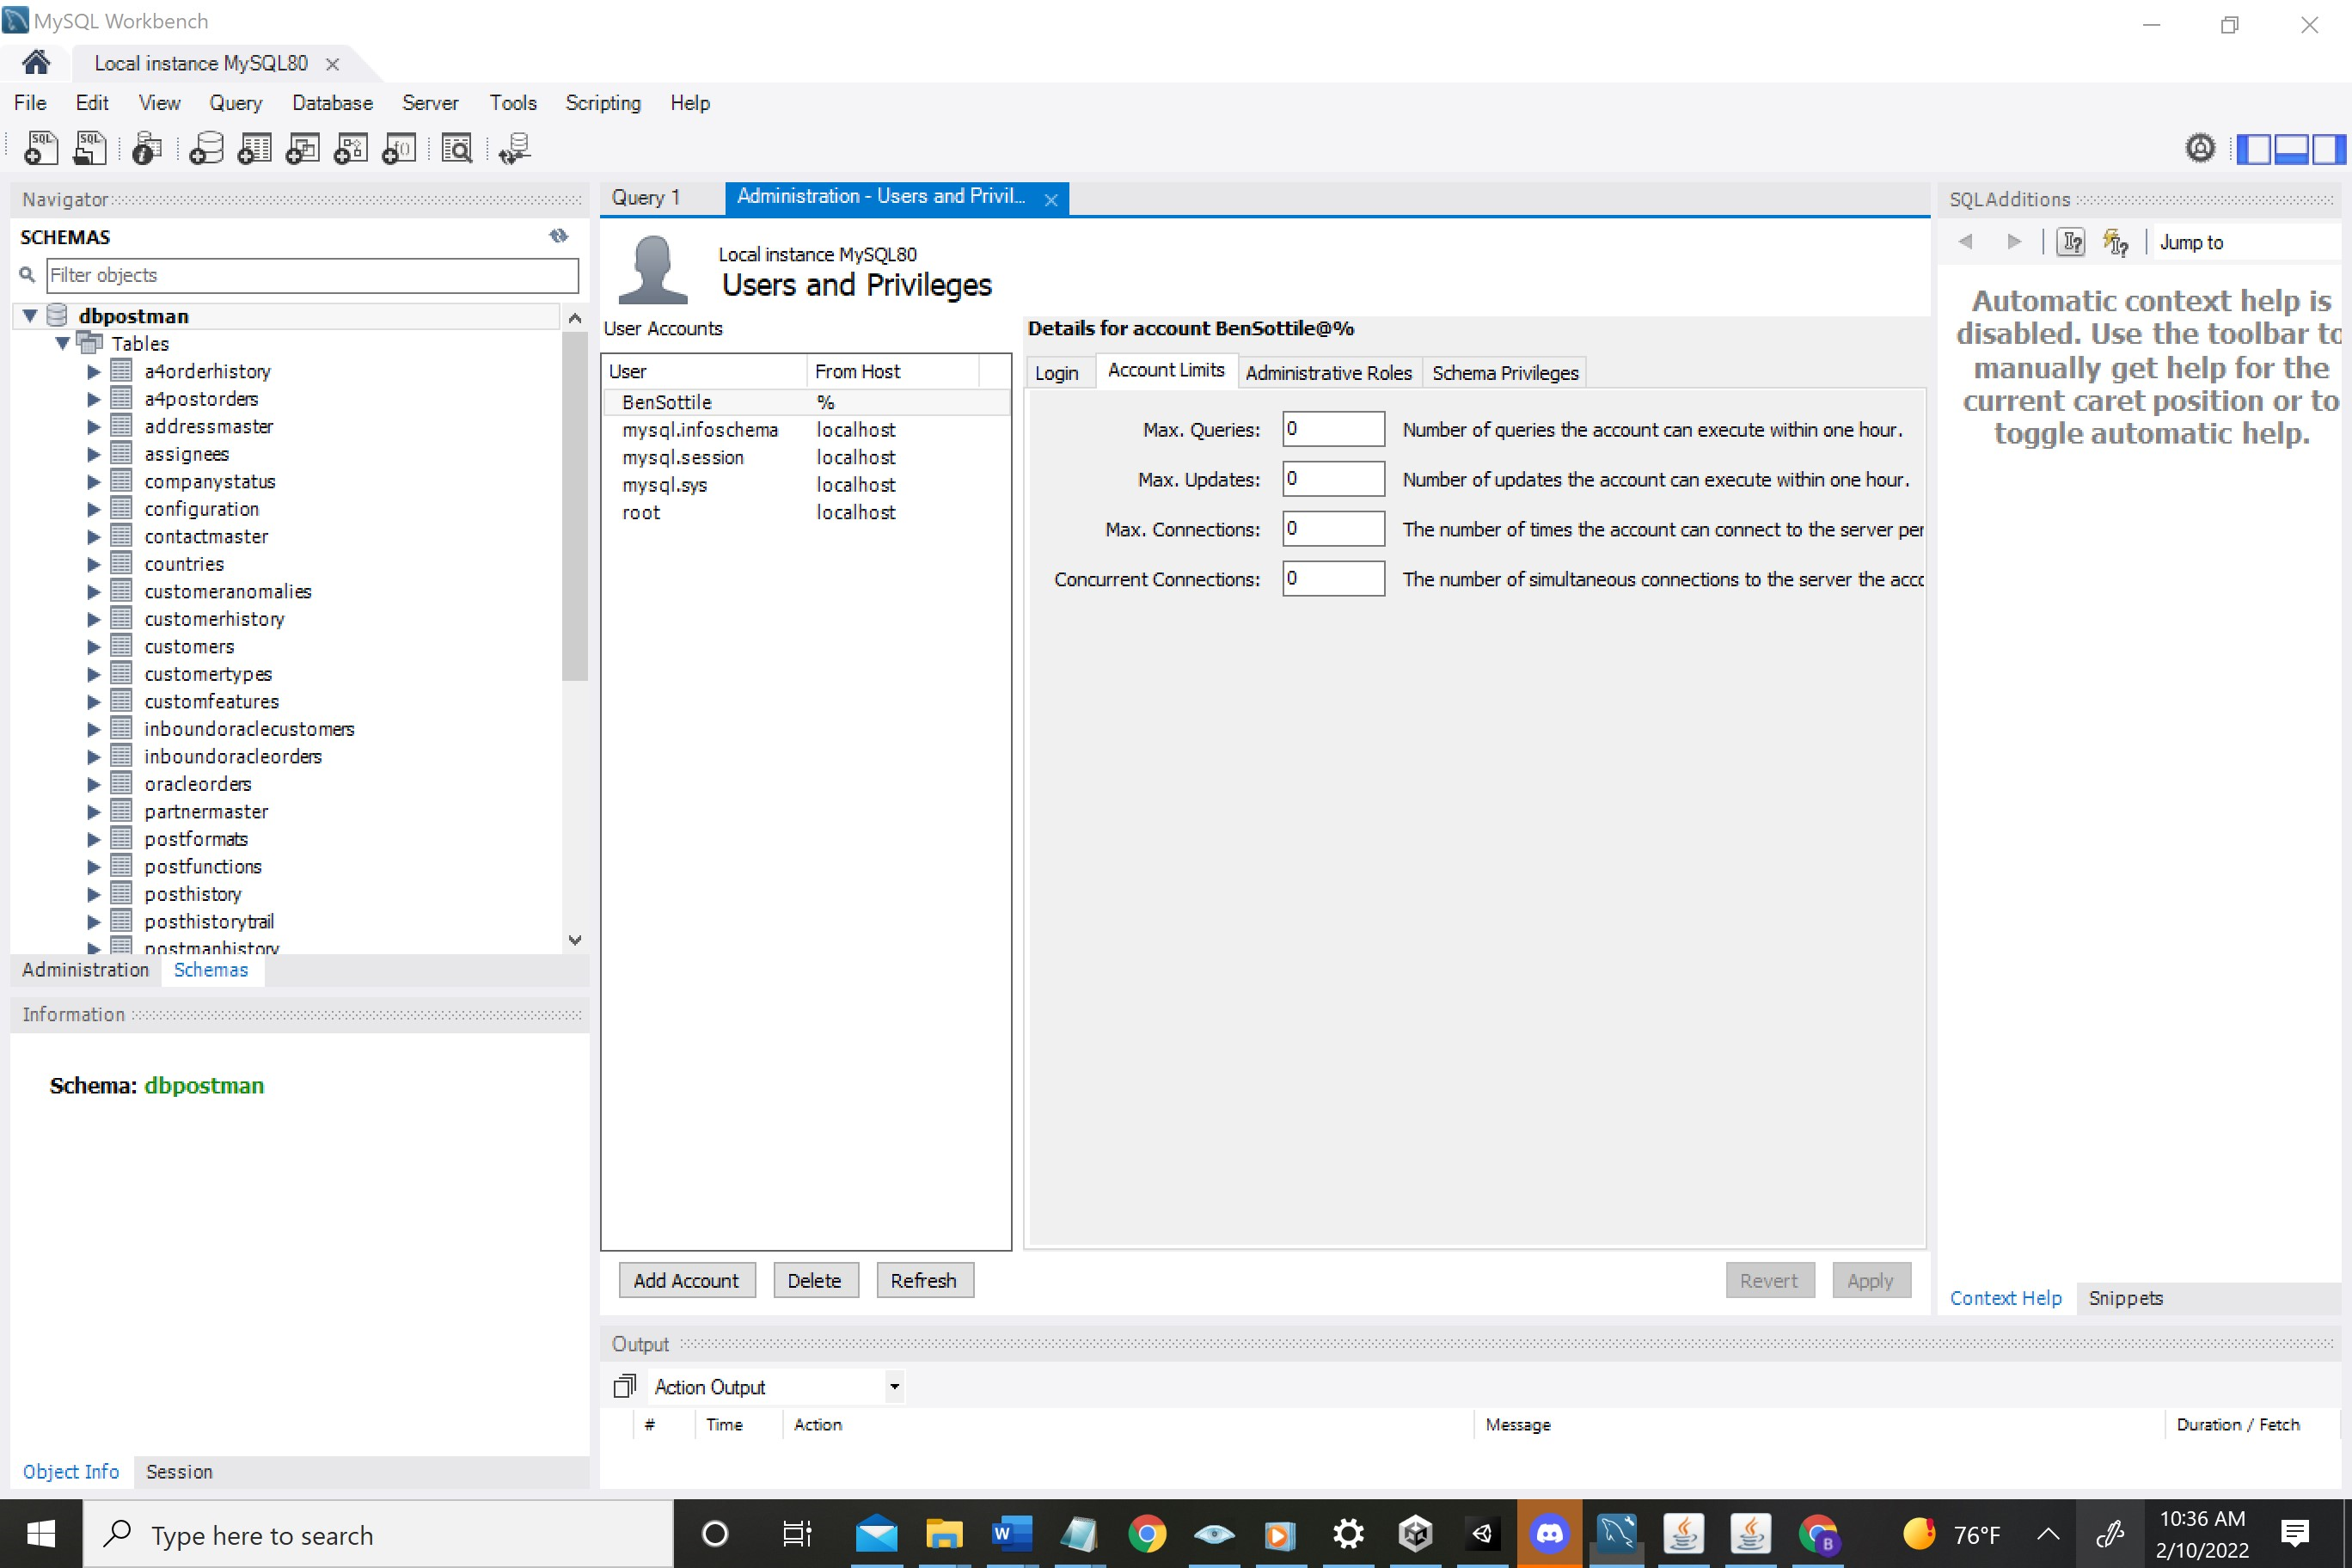 MySQL Workbench
Local instance MySQL80
File Edit View Query Database Server Tools Scripting Help
Navigator
SCHEMAS
Filter objects
dbpostman
Tables
a4orderhistory
a4postorders
addressmaster
assignees
companystatus
configuration
contactmaster
countries
customeranomalies
customerhistory
customers
customertypes
customfeatures
inboundoraclecustomers
inboundoracleorders
oracleorders
partnermaster
postformats
postfunctions
posthistory
posthistorytrail
postmanhistory
Administration Schemas
Information
Schema: dbpostman
Object Info Session
Query 1 Administration - Users and Privil...
Local instance MySQL80
Users and Privileges
User Accounts
User From Host
BenSottile %
mysql.infoschema localhost
mysql.session localhost
mysql.sys localhost
root localhost
Add Account Delete Refresh
Details for account BenSottile@%
Login Account Limits Administrative Roles Schema Privileges
Max. Queries: 0 Number of queries the account can execute within one hour.
Max. Updates: 0 Number of updates the account can execute within one hour.
Max. Connections: 0 The number of times the account can connect to the server per
Concurrent Connections: 0 The number of simultaneous connections to the server the acco
Revert Apply
Output
Action Output
# Time Action Message Duration / Fetch
SQLAdditions
Jump to
Automatic context help is
disabled. Use the toolbar to
manually get help for the
current caret position or to
toggle automatic help.
Context Help Snippets
Type here to search
76°F
10:36 AM
2/10/2022